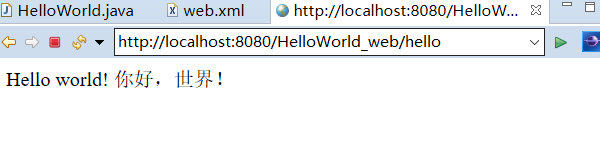 HelloWorld.java web.xml http://localhost:8080/HelloW...
http://localhost:8080/HelloWorld_web/hello
Hello world! 你好，世界！